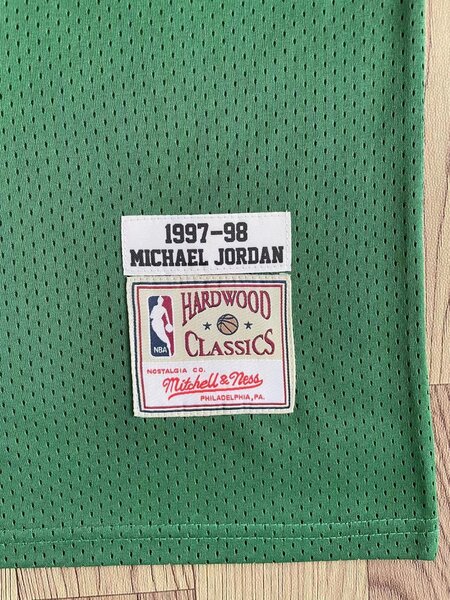 1997-98
MICHAEL JORDAN
HARDWOOD
CLASSICS
NBA
NOSTALGIA CO.
Mitchell & Ness
PHILADELPHIA, PA.